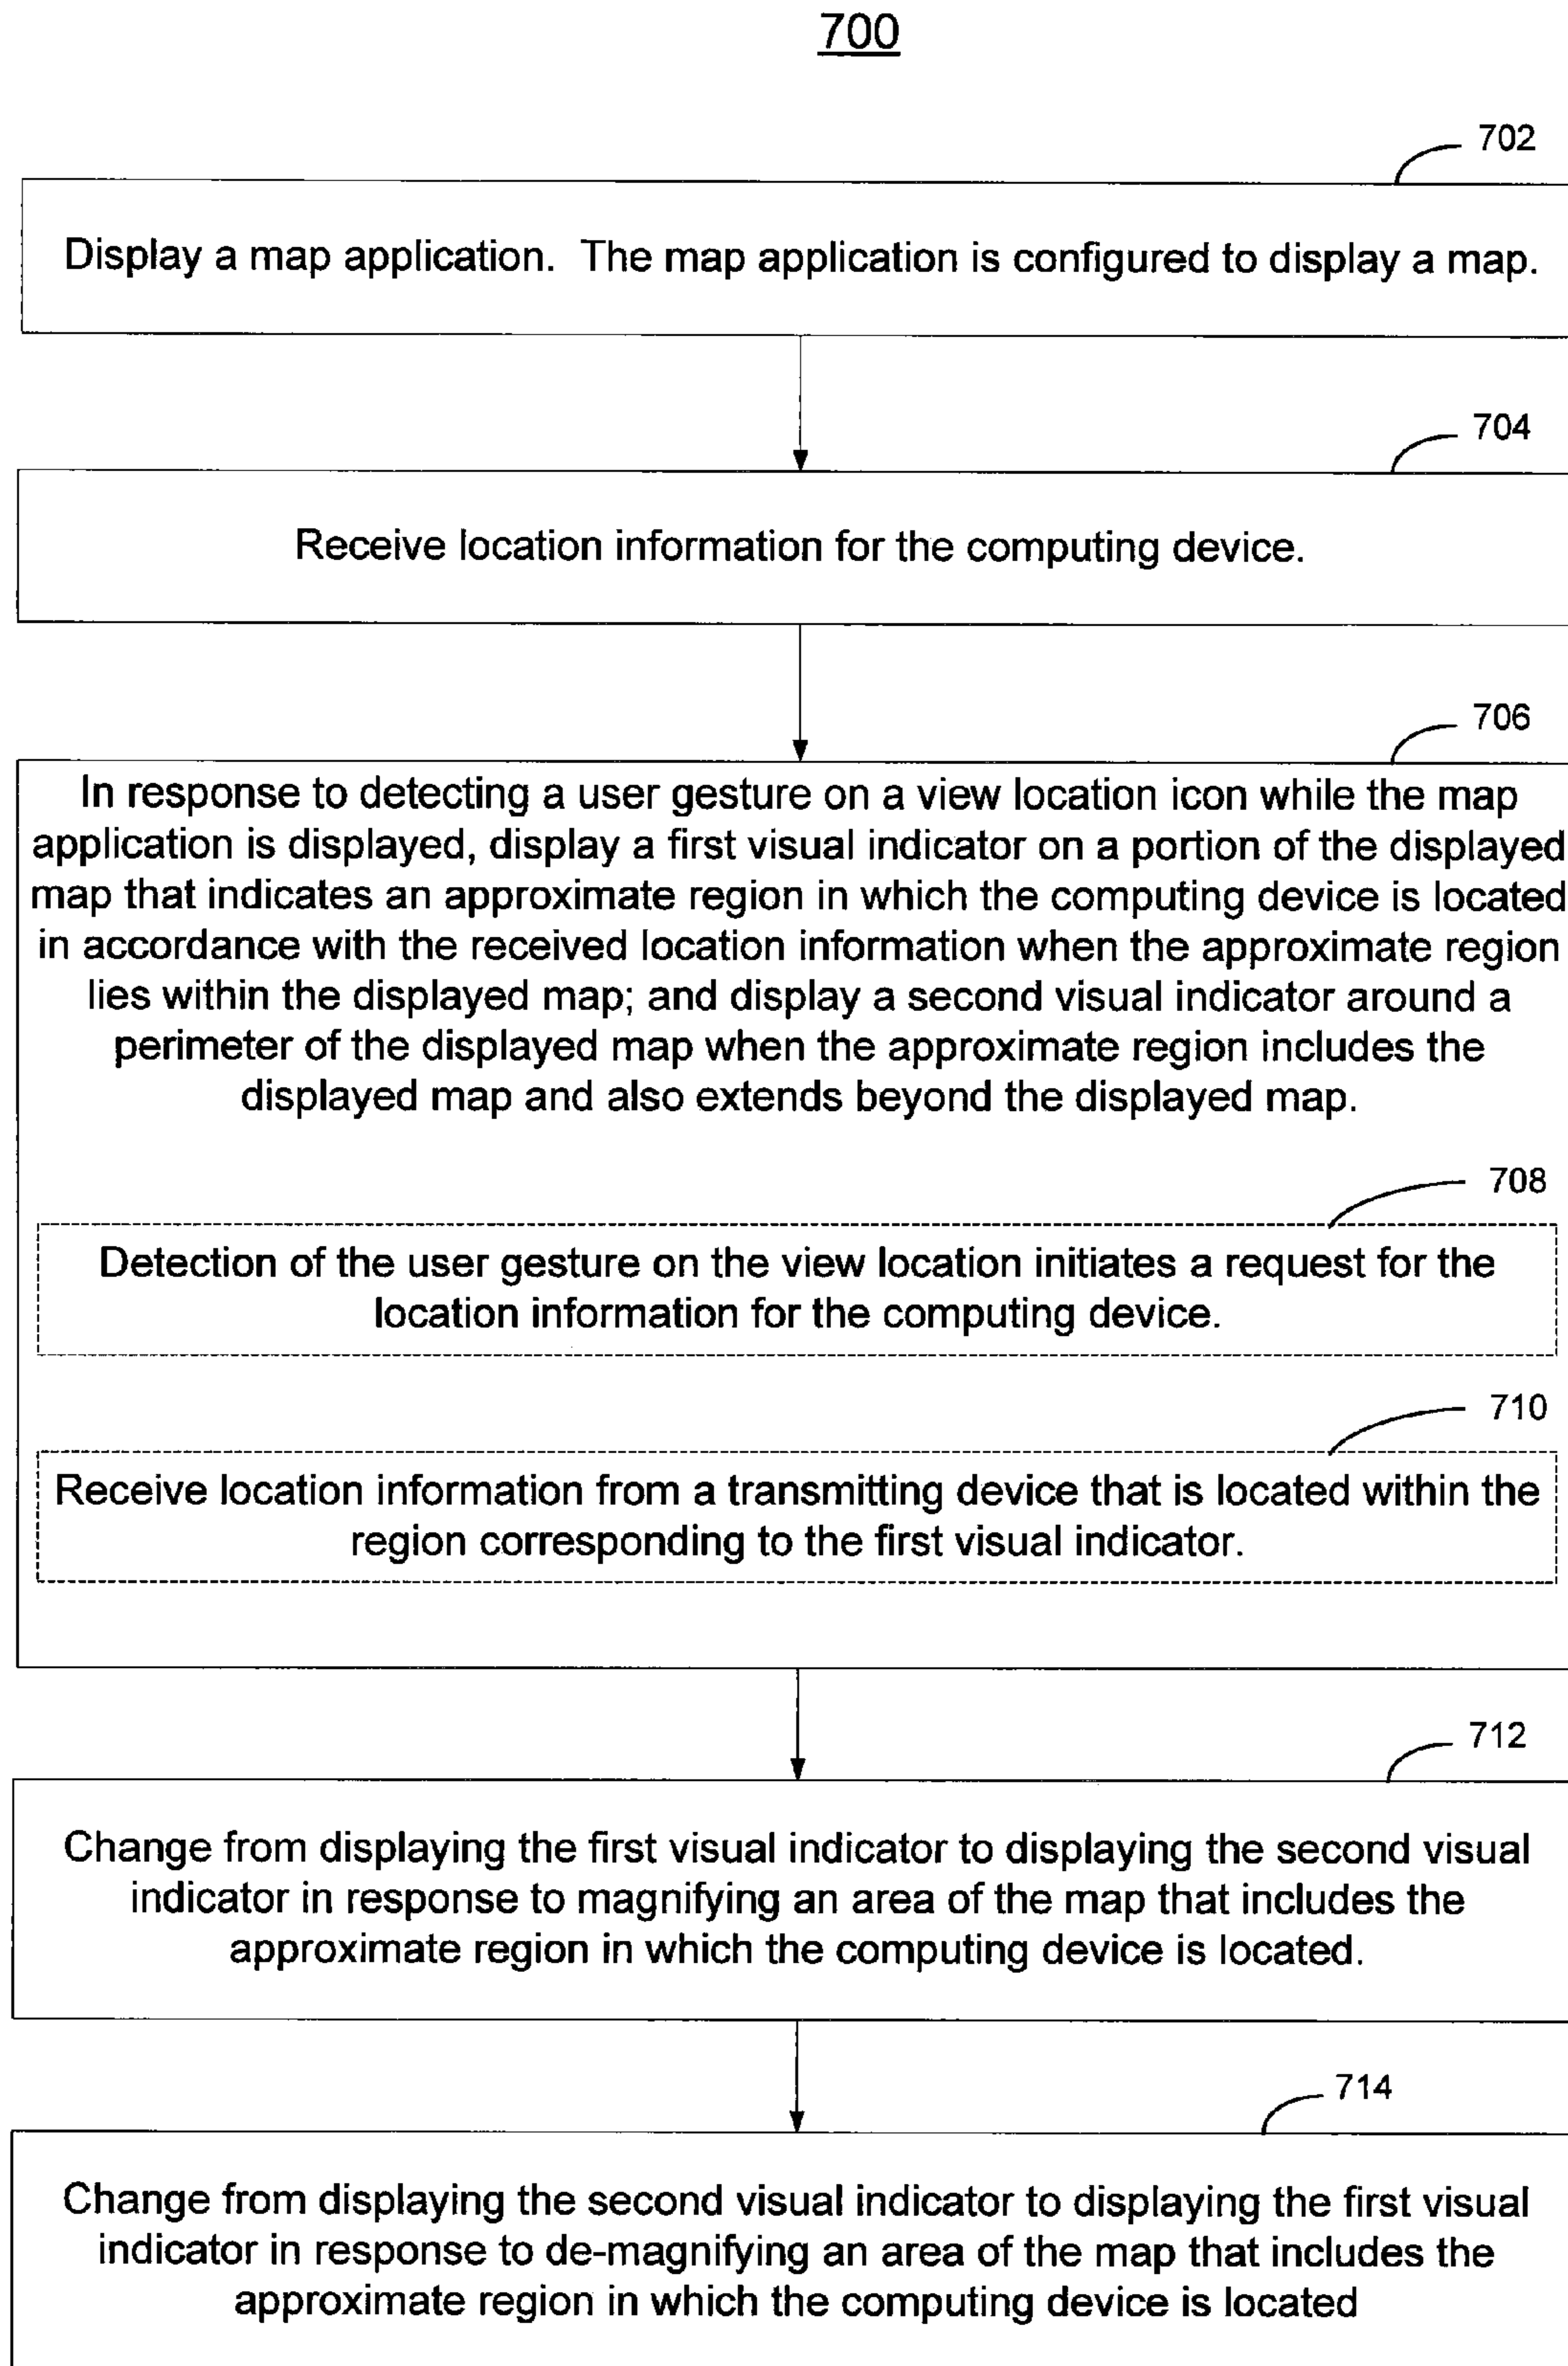 700
702
Display a map application. The map application is configured to display a map.
704
Receive location information for the computing device.
706
In response to detecting a user gesture on a view location icon while the map
application is displayed, display a first visual indicator on a portion of the displayed
map that indicates an approximate region in which the computing device is located
in accordance with the received location information when the approximate region
lies within the displayed map; and display a second visual indicator around a
perimeter of the displayed map when the approximate region includes the
displayed map and also extends beyond the displayed map.
708
Detection of the user gesture on the view location initiates a request for the
location information for the computing device.
710
Receive location information from a transmitting device that is located within the
region corresponding to the first visual indicator.
712
Change from displaying the first visual indicator to displaying the second visual
indicator in response to magnifying an area of the map that includes the
approximate region in which the computing device is located.
714
Change from displaying the second visual indicator to displaying the first visual
indicator in response to de-magnifying an area of the map that includes the
approximate region in which the computing device is located